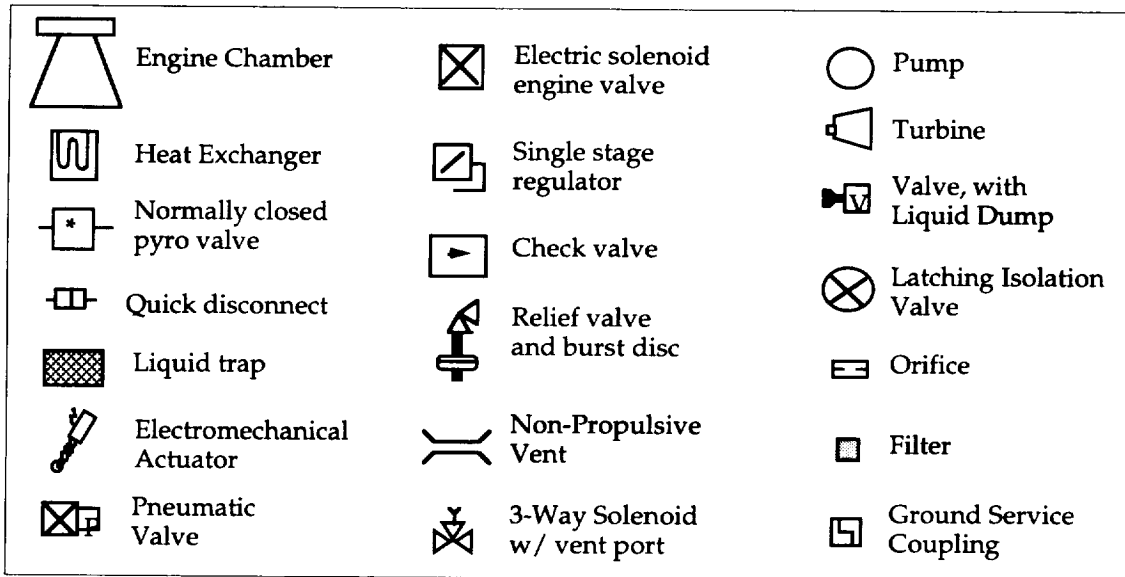 Engine Chamber
Heat Exchanger
Normally closed
pyro valve
*
Quick disconnect
Liquid trap
Electromechanical
Actuator
Pneumatic
Valve
P
Electric solenoid
engine valve
Single stage
regulator
Check valve
Relief valve
and burst disc
Non-Propulsive
Vent
3-Way Solenoid
w/ vent port
Pump
Turbine
Valve, with
Liquid Dump
V
Latching Isolation
Valve
Orifice
Filter
Ground Service
Coupling